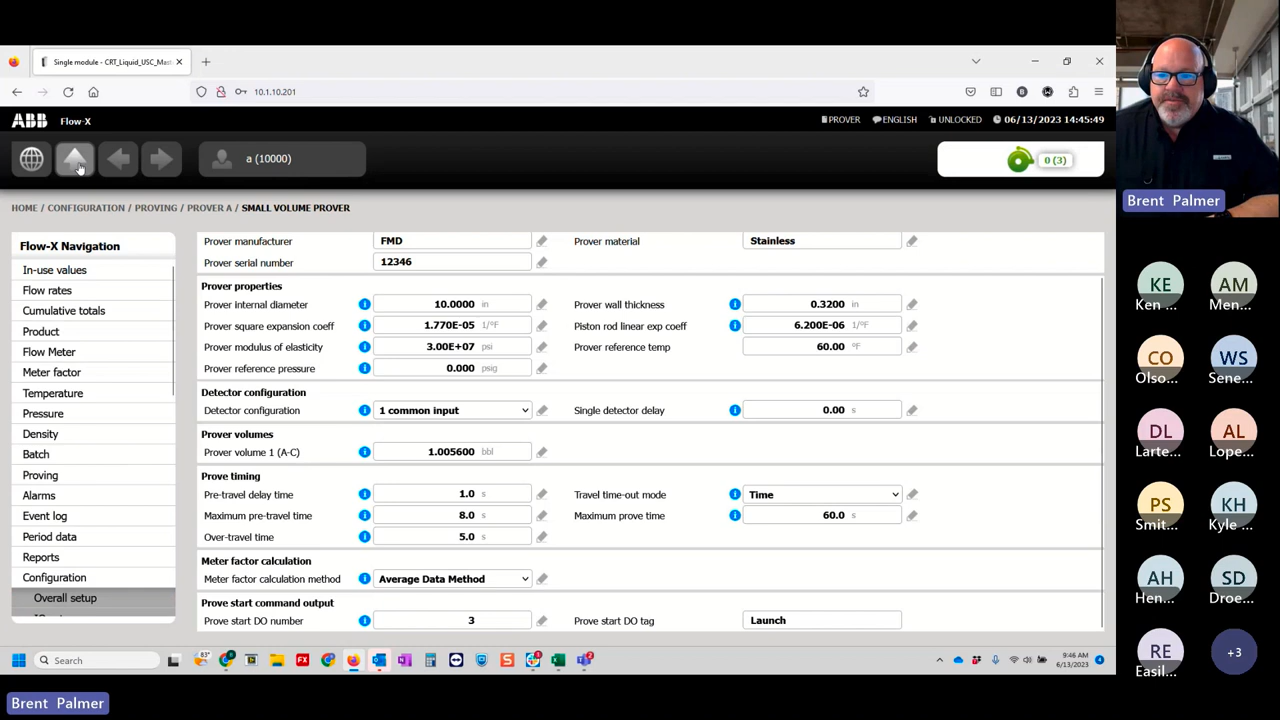 Single module - CRT_Liquid_USC_Mas
10.1.10.201
ABB Flow-X
PROVER ENGLISH UNLOCKED 06/13/2023 14:45:49
a (10000)
0 (3)
HOME / CONFIGURATION / PROVING / PROVER A / SMALL VOLUME PROVER
Flow-X Navigation
In-use values
Flow rates
Cumulative totals
Product
Flow Meter
Meter factor
Temperature
Pressure
Density
Batch
Proving
Alarms
Event log
Period data
Reports
Configuration
Overall setup
Prover manufacturer FMD Prover material Stainless
Prover serial number 12346
Prover properties
Prover internal diameter 10.0000 in Prover wall thickness 0.3200 in
Prover square expansion coeff 1.770E-05 1/°F Piston rod linear exp coeff 6.200E-06 1/°F
Prover modulus of elasticity 3.00E+07 psi Prover reference temp 60.00 °F
Prover reference pressure 0.000 psig
Detector configuration
Detector configuration 1 common input Single detector delay 0.00 s
Prover volumes
Prover volume 1 (A-C) 1.005600 bbl
Prove timing
Pre-travel delay time 1.0 s Travel time-out mode Time
Maximum pre-travel time 8.0 s Maximum prove time 60.0 s
Over-travel time 5.0 s
Meter factor calculation
Meter factor calculation method Average Data Method
Prove start command output
Prove start DO number 3 Prove start DO tag Launch
Search
83°
9:46 AM
6/13/2023
Brent Palmer
Brent Palmer
KE
Ken ...
AM
Men...
CO
Olso...
WS
Sene...
DL
Larte...
AL
Lope...
PS
Smit...
KH
Kyle ...
AH
Hen...
SD
Droe...
RE
Easil...
+3